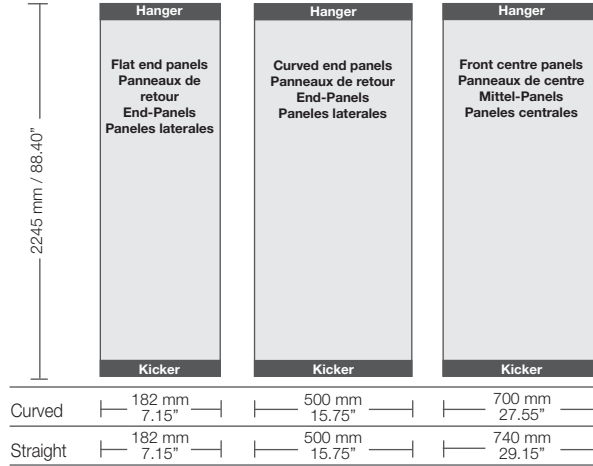 Hanger
Flat end panels
Panneaux de
retour
End-Panels
Paneles laterales
Kicker
Hanger
Curved end panels
Panneaux de retour
End-Panels
Paneles laterales
Kicker
Hanger
Front centre panels
Panneaux de centre
Mittel-Panels
Paneles centrales
Kicker
2245 mm / 88.40”
Curved
182 mm
7.15”
500 mm
15.75”
700 mm
27.55”
Straight
182 mm
7.15”
500 mm
15.75”
740 mm
29.15”